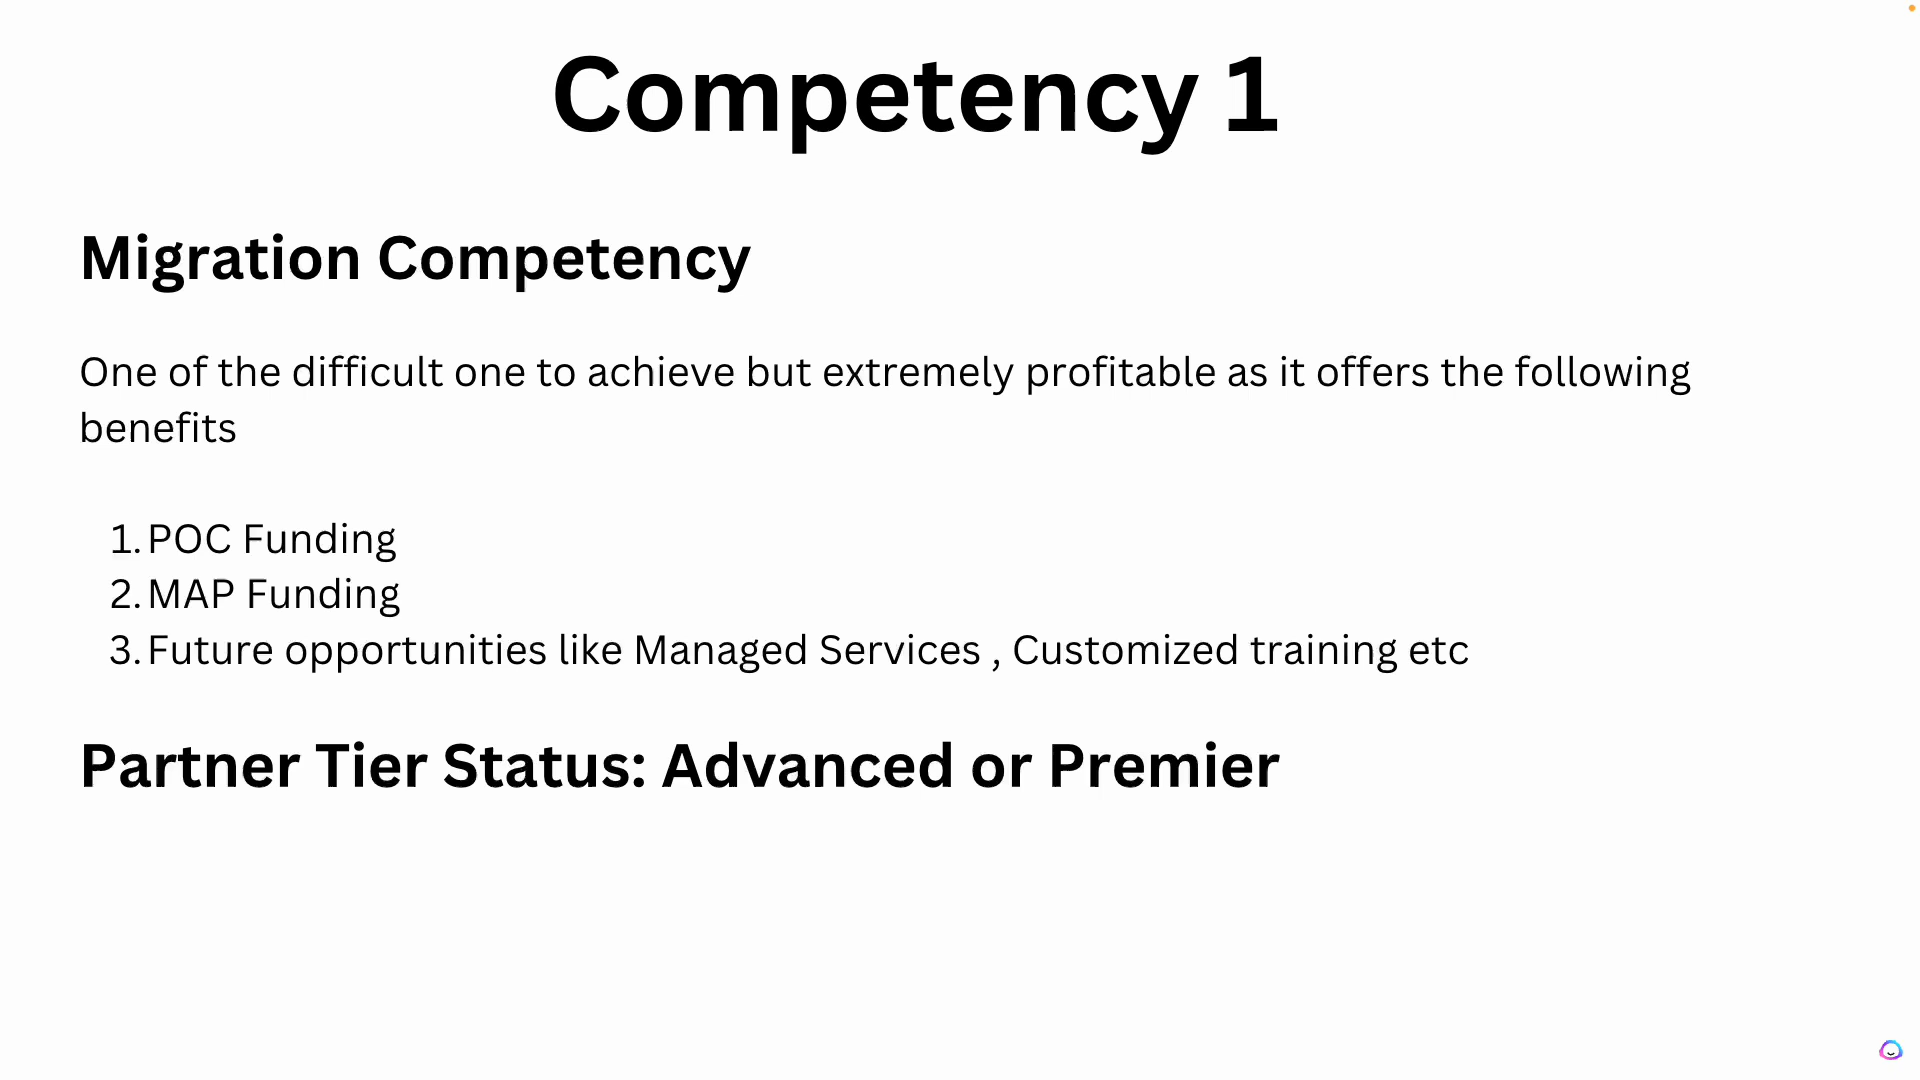 Competency 1
Migration Competency
One of the difficult one to achieve but extremely profitable as it offers the following
benefits
1. POC Funding
2. MAP Funding
3. Future opportunities like Managed Services , Customized training etc
Partner Tier Status: Advanced or Premier